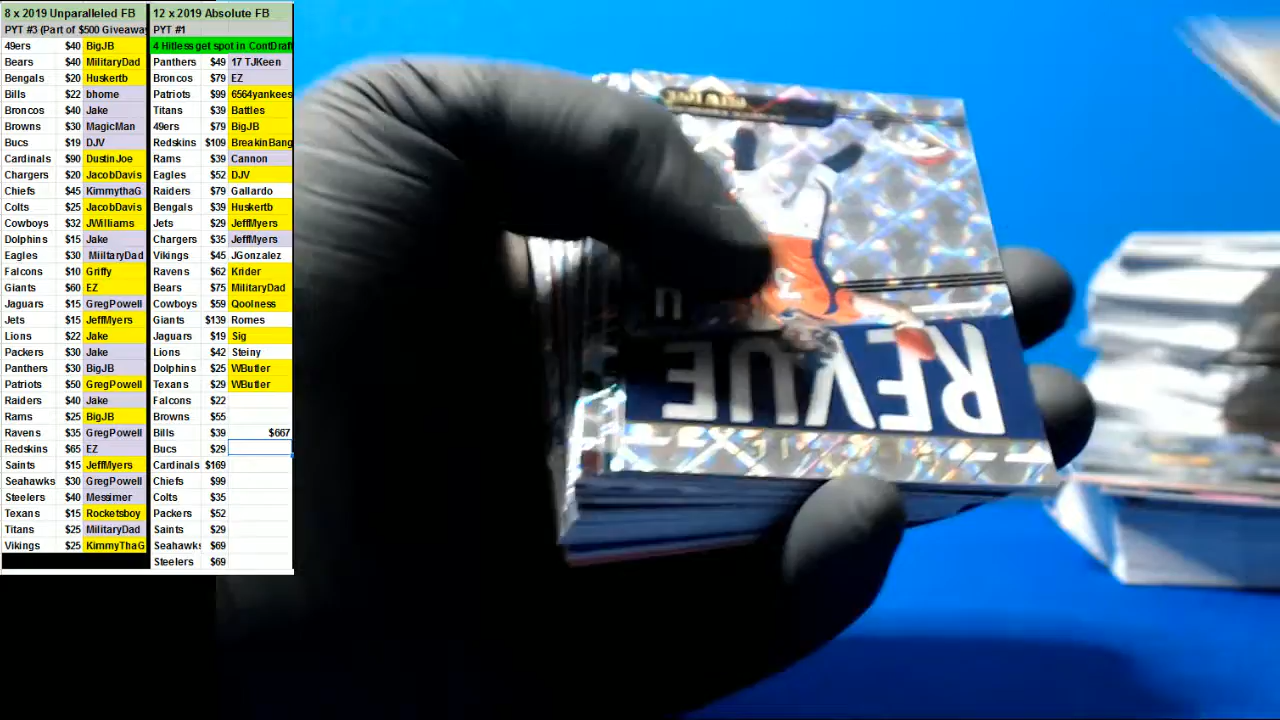 8 x 2019 Unparalleled FB
PYT #3 (Part of $500 Giveaway
49ers $40 BigJB
Bears $40 MilitaryDad
Bengals $20 Huskertb
Bills $22 bhome
Broncos $40 Jake
Browns $30 MagicMan
Bucs $19 DJV
Cardinals $90 DustinJoe
Chargers $20 JacobDavis
Chiefs $45 KimmythaG
Colts $25 JacobDavis
Cowboys $32 JWilliams
Dolphins $15 Jake
Eagles $30 MiiltaryDad
Falcons $10 Griffy
Giants $60 EZ
Jaguars $15 GregPowell
Jets $15 JeffMyers
Lions $22 Jake
Packers $30 Jake
Panthers $30 BigJB
Patriots $50 GregPowell
Raiders $40 Jake
Rams $25 BigJB
Ravens $35 GregPowell
Redskins $65 EZ
Saints $15 JeffMyers
Seahawks $30 GregPowell
Steelers $40 Messimer
Texans $15 Rocketsboy
Titans $25 MilitaryDad
Vikings $25 KimmyThaG
12 x 2019 Absolute FB
PYT #1
4 Hitless get spot in ContDraft
Panthers $49 17 TJKeen
Broncos $79 EZ
Patriots $99 6564yankees
Titans $39 Battles
49ers $79 BigJB
Redskins $109 BreakinBang
Rams $39 Cannon
Eagles $52 DJV
Raiders $79 Gallardo
Bengals $39 Huskertb
Jets $29 JeffMyers
Chargers $35 JeffMyers
Vikings $45 JGonzalez
Ravens $62 Krider
Bears $75 MilitaryDad
Cowboys $59 Qoolness
Giants $139 Romes
Jaguars $19 Sig
Lions $42 Steiny
Dolphins $25 WButler
Texans $29 WButler
Falcons $22
Browns $55
Bills $39 $667
Bucs $29
Cardinals $169
Chiefs $99
Colts $35
Packers $52
Saints $29
Seahawks $69
Steelers $69
REVUE